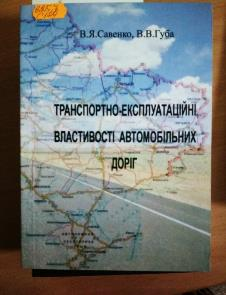 В.Я.Савенко, В.В.Губа
ТРАНСПОРТНО-ЕКСПЛУАТАЦІЙНІ
ВЛАСТИВОСТІ АВТОМОБІЛЬНИХ
ДОРІГ